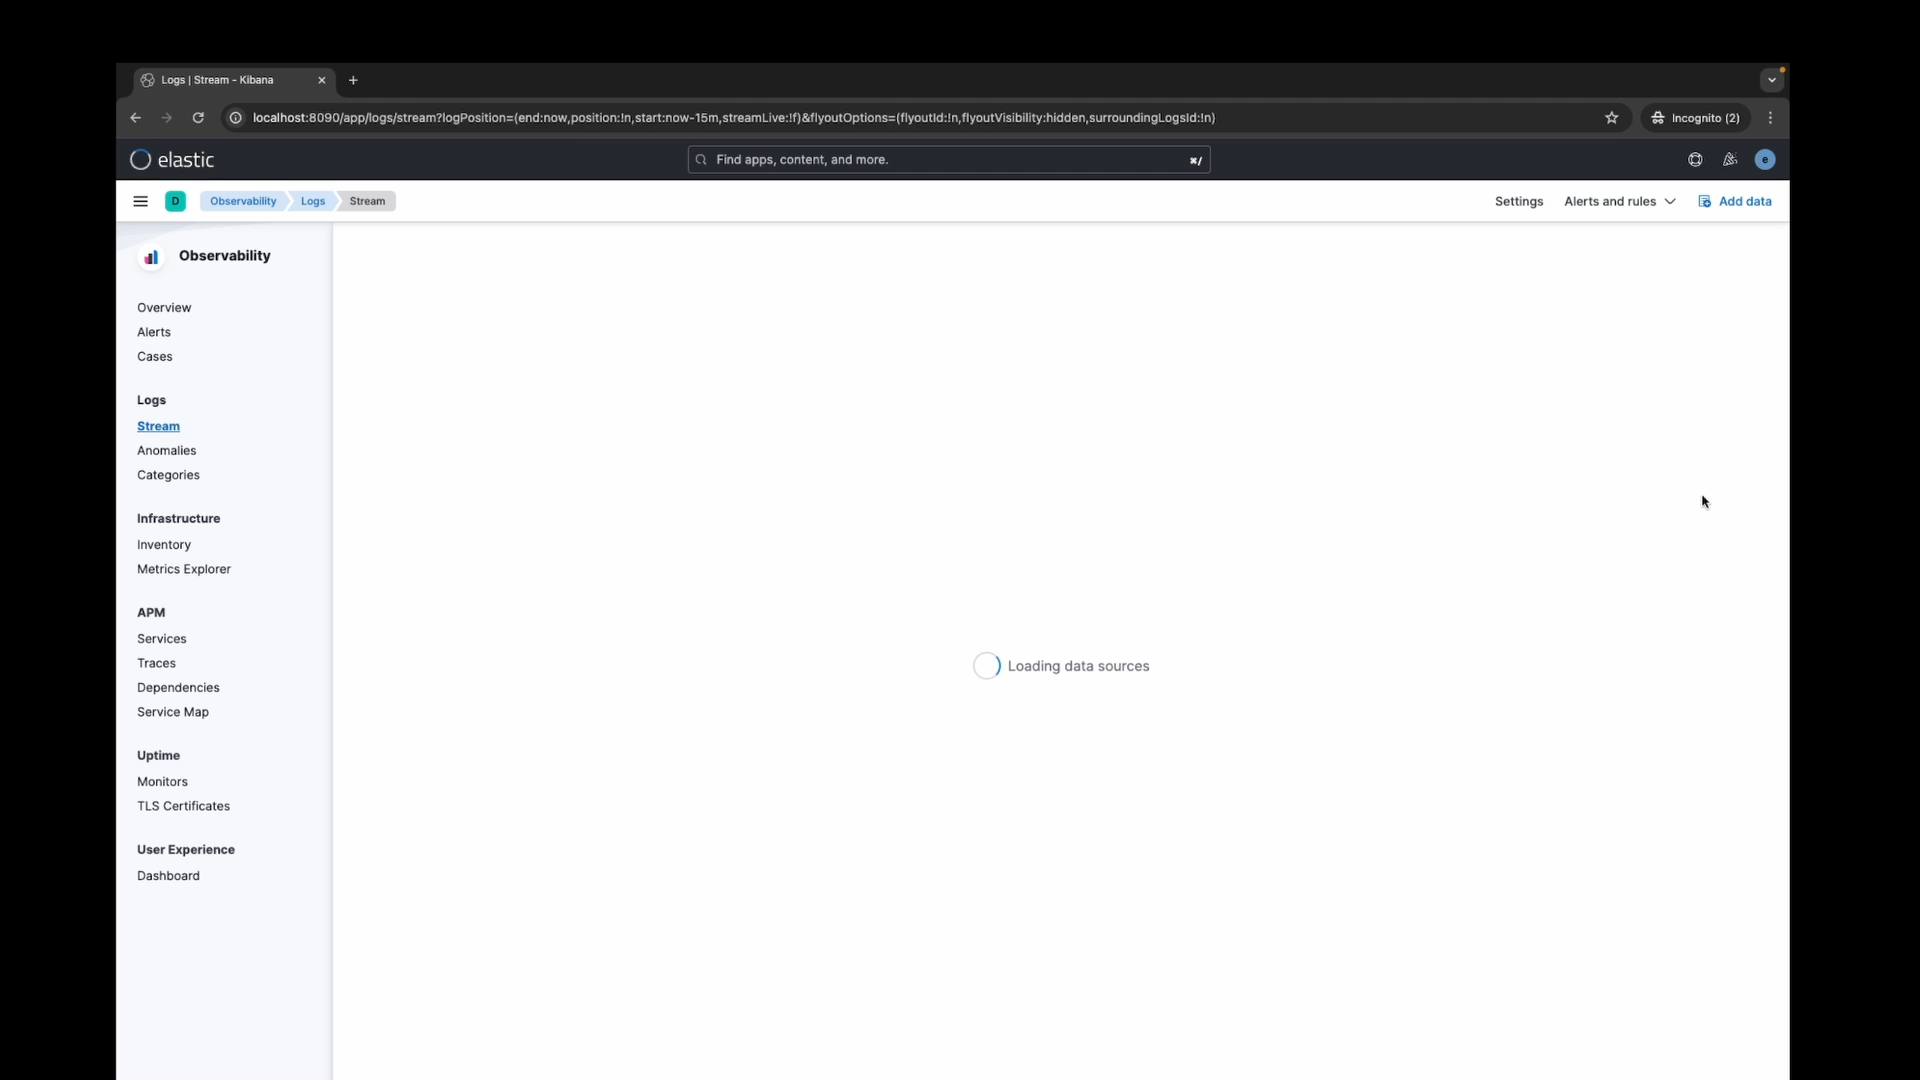 Logs | Stream - Kibana
localhost:8090/app/logs/stream?logPosition=(end:now,position:!n,start:now-15m,streamLive:!f)&flyoutOptions=(flyoutId:!n,flyoutVisibility:hidden,surroundingLogsId:!n)
Incognito (2)
elastic
Find apps, content, and more.
⌘/
e
D
Observability
Logs
Stream
Settings
Alerts and rules
Add data
Observability
Overview
Alerts
Cases
Logs
Stream
Anomalies
Categories
Infrastructure
Inventory
Metrics Explorer
APM
Services
Traces
Dependencies
Service Map
Uptime
Monitors
TLS Certificates
User Experience
Dashboard
Loading data sources